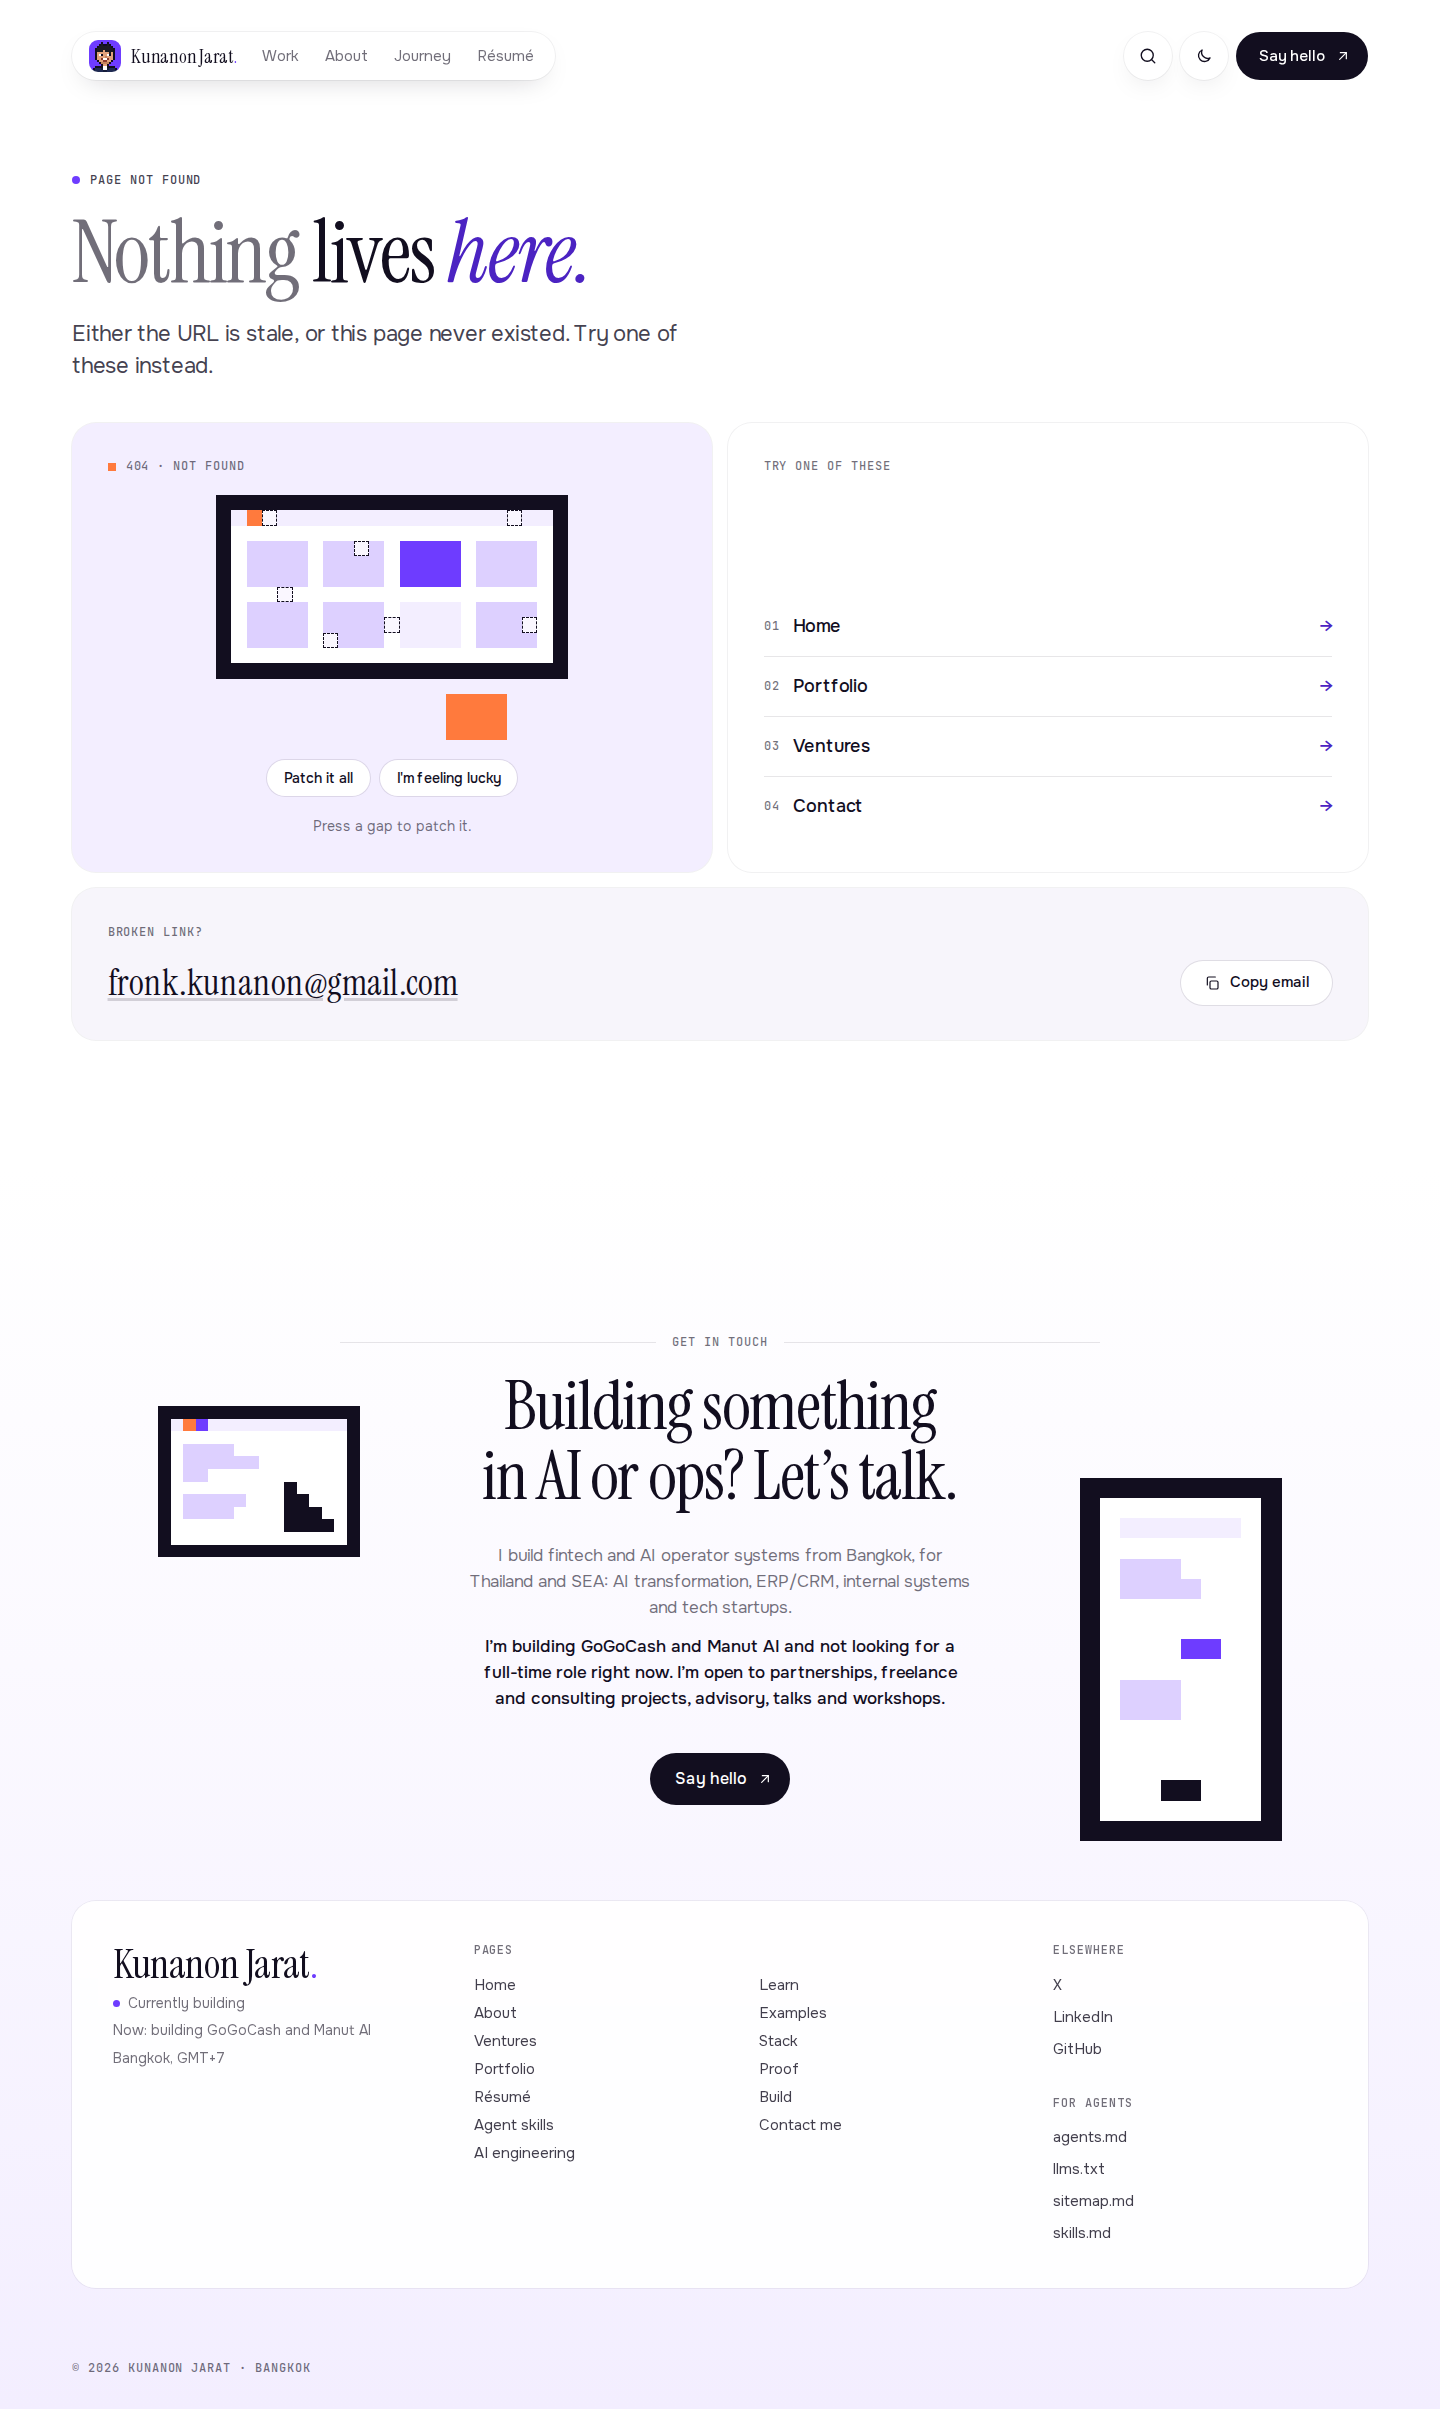 Kunanon Jarat. Work About Journey Résumé Say hello
PAGE NOT FOUND
Nothing lives here.
Either the URL is stale, or this page never existed. Try one of
these instead.
404 · NOT FOUND
Patch it all I'm feeling lucky
Press a gap to patch it.
TRY ONE OF THESE
01 Home
02 Portfolio
03 Ventures
04 Contact
BROKEN LINK?
fronk.kunanon@gmail.com
Copy email
GET IN TOUCH
Building something
in AI or ops? Let’s talk.
I build fintech and AI operator systems from Bangkok, for
Thailand and SEA: AI transformation, ERP/CRM, internal systems
and tech startups.
I’m building GoGoCash and Manut AI and not looking for a
full-time role right now. I’m open to partnerships, freelance
and consulting projects, advisory, talks and workshops.
Say hello
Kunanon Jarat.
Currently building
Now: building GoGoCash and Manut AI
Bangkok, GMT+7
PAGES
Home
About
Ventures
Portfolio
Résumé
Agent skills
AI engineering
Learn
Examples
Stack
Proof
Build
Contact me
ELSEWHERE
X
LinkedIn
GitHub
FOR AGENTS
agents.md
llms.txt
sitemap.md
skills.md
© 2026 KUNANON JARAT · BANGKOK